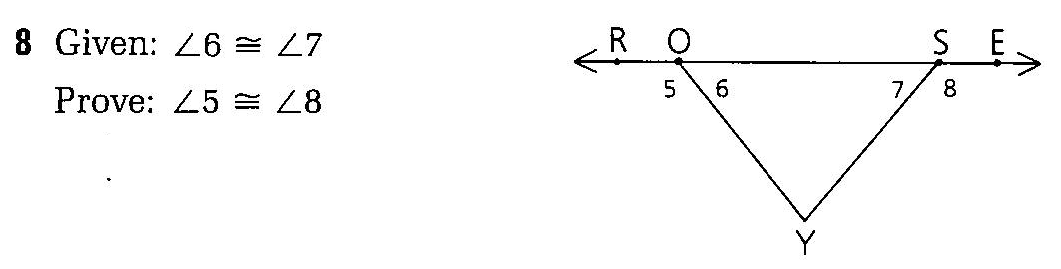 8 Given: ∠6 ≅ ∠7
Prove: ∠5 ≅ ∠8
R O S E
5 6 7 8
Y